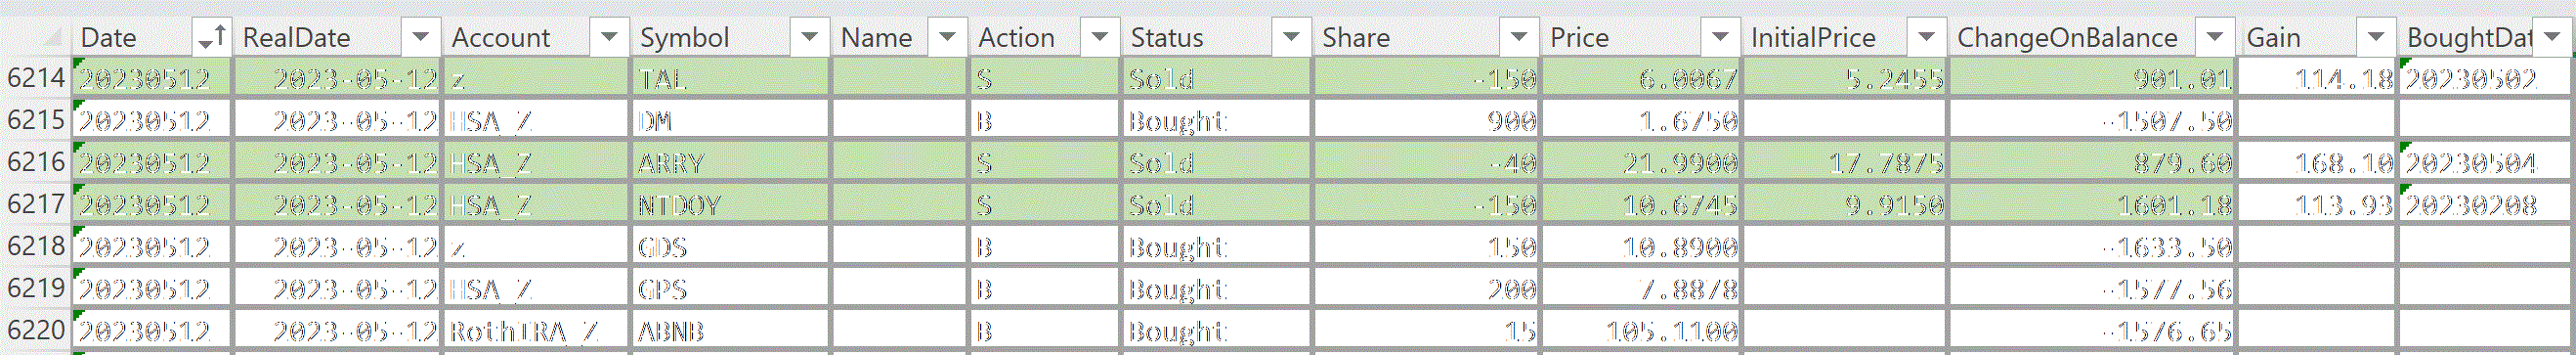 Date RealDate Account Symbol Name Action Status Share Price InitialPrice ChangeOnBalance Gain BoughtDat
6214 20230512 2023-05-12 z TAL S Sold -150 6.0067 5.2455 901.01 114.18 20230502
6215 20230512 2023-05-12 HSA_Z DM B Bought 900 1.6750 -1507.50
6216 20230512 2023-05-12 HSA_Z ARRY S Sold -40 21.9900 17.7875 879.60 168.10 20230504
6217 20230512 2023-05-12 HSA_Z NTDOY S Sold -150 10.6745 9.9150 1601.18 113.93 20230208
6218 20230512 2023-05-12 z GDS B Bought 150 10.8900 -1633.50
6219 20230512 2023-05-12 HSA_Z GPS B Bought 200 7.8878 -1577.56
6220 20230512 2023-05-12 RothIRA_Z ABNB B Bought 15 105.1100 -1576.65